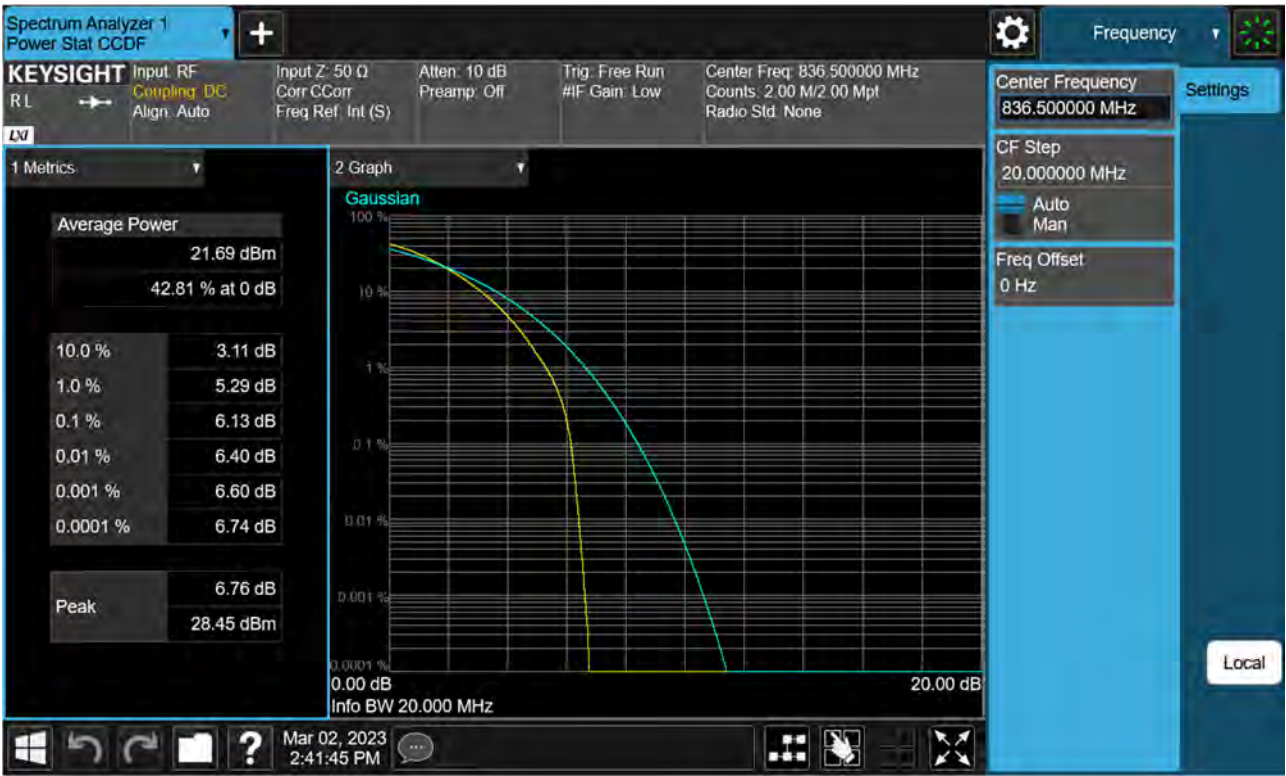 Spectrum Analyzer 1
Power Stat CCDF
+
Frequency
KEYSIGHT
R L
LXI
Input: RF
Coupling: DC
Align: Auto
Input Z: 50 Ω
Corr CCorr
Freq Ref: Int (S)
Atten: 10 dB
Preamp: Off
Trig: Free Run
#IF Gain: Low
Center Freq: 836.500000 MHz
Counts: 2.00 M/2.00 Mpt
Radio Std: None
Center Frequency
836.500000 MHz
Settings
CF Step
20.000000 MHz
Auto
Man
Freq Offset
0 Hz
1 Metrics
Average Power
21.69 dBm
42.81 % at 0 dB
10.0 % 3.11 dB
1.0 % 5.29 dB
0.1 % 6.13 dB
0.01 % 6.40 dB
0.001 % 6.60 dB
0.0001 % 6.74 dB
Peak
6.76 dB
28.45 dBm
2 Graph
Gaussian
100 %
10 %
1 %
0.1 %
0.01 %
0.001 %
0.0001 %
0.00 dB 20.00 dB
Info BW 20.000 MHz
Local
?
Mar 02, 2023
2:41:45 PM